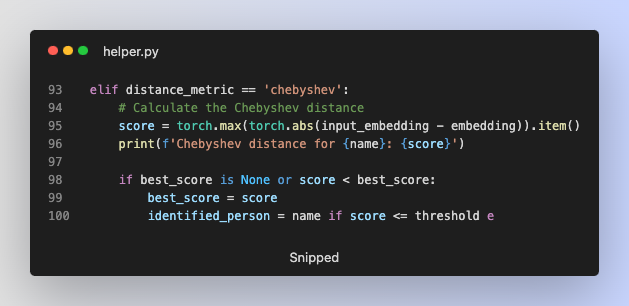 helper.py
93 elif distance_metric == 'chebyshev':
94 # Calculate the Chebyshev distance
95 score = torch.max(torch.abs(input_embedding - embedding)).item()
96 print(f'Chebyshev distance for {name}: {score}')
97
98 if best_score is None or score < best_score:
99 best_score = score
100 identified_person = name if score <= threshold e
Snipped